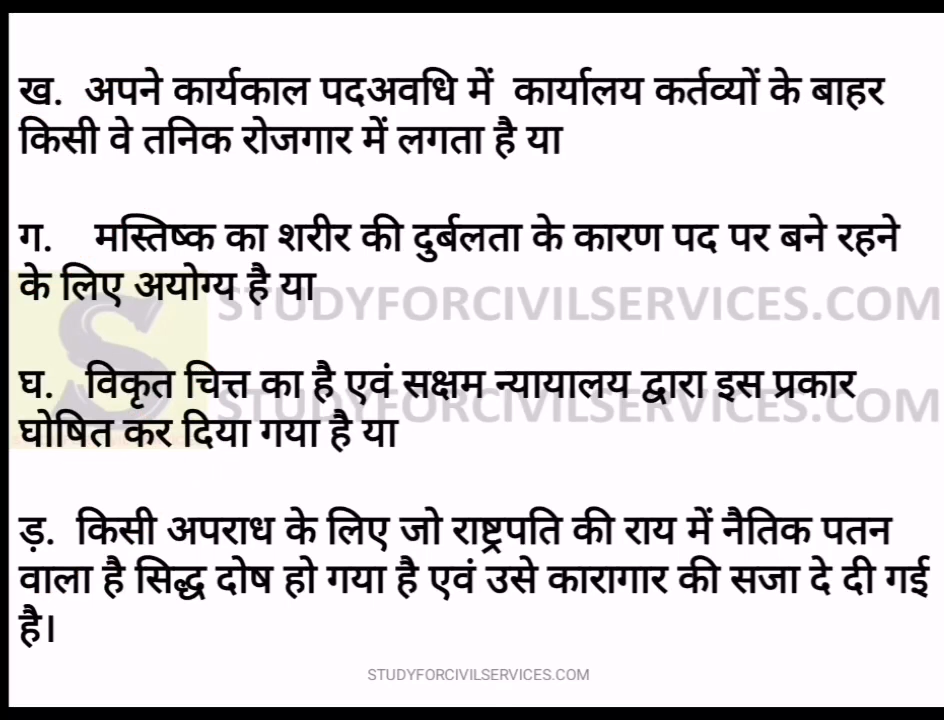 ख. अपने कार्यकाल पदअवधि में कार्यालय कर्तव्यों के बाहर
किसी वे तनिक रोजगार में लगता है या
ग. मस्तिष्क का शरीर की दुर्बलता के कारण पद पर बने रहने
के लिए अयोग्य है या
STUDYFORCIVILSERVICES.COM
घ. विकृत चित्त का है एवं सक्षम न्यायालय द्वारा इस प्रकार
STUDYFORCIVILSERVICES.COM
घोषित कर दिया गया है या
ड़. किसी अपराध के लिए जो राष्ट्रपति की राय में नैतिक पतन
वाला है सिद्ध दोष हो गया है एवं उसे कारागार की सजा दे दी गई
है।
STUDYFORCIVILSERVICES.COM